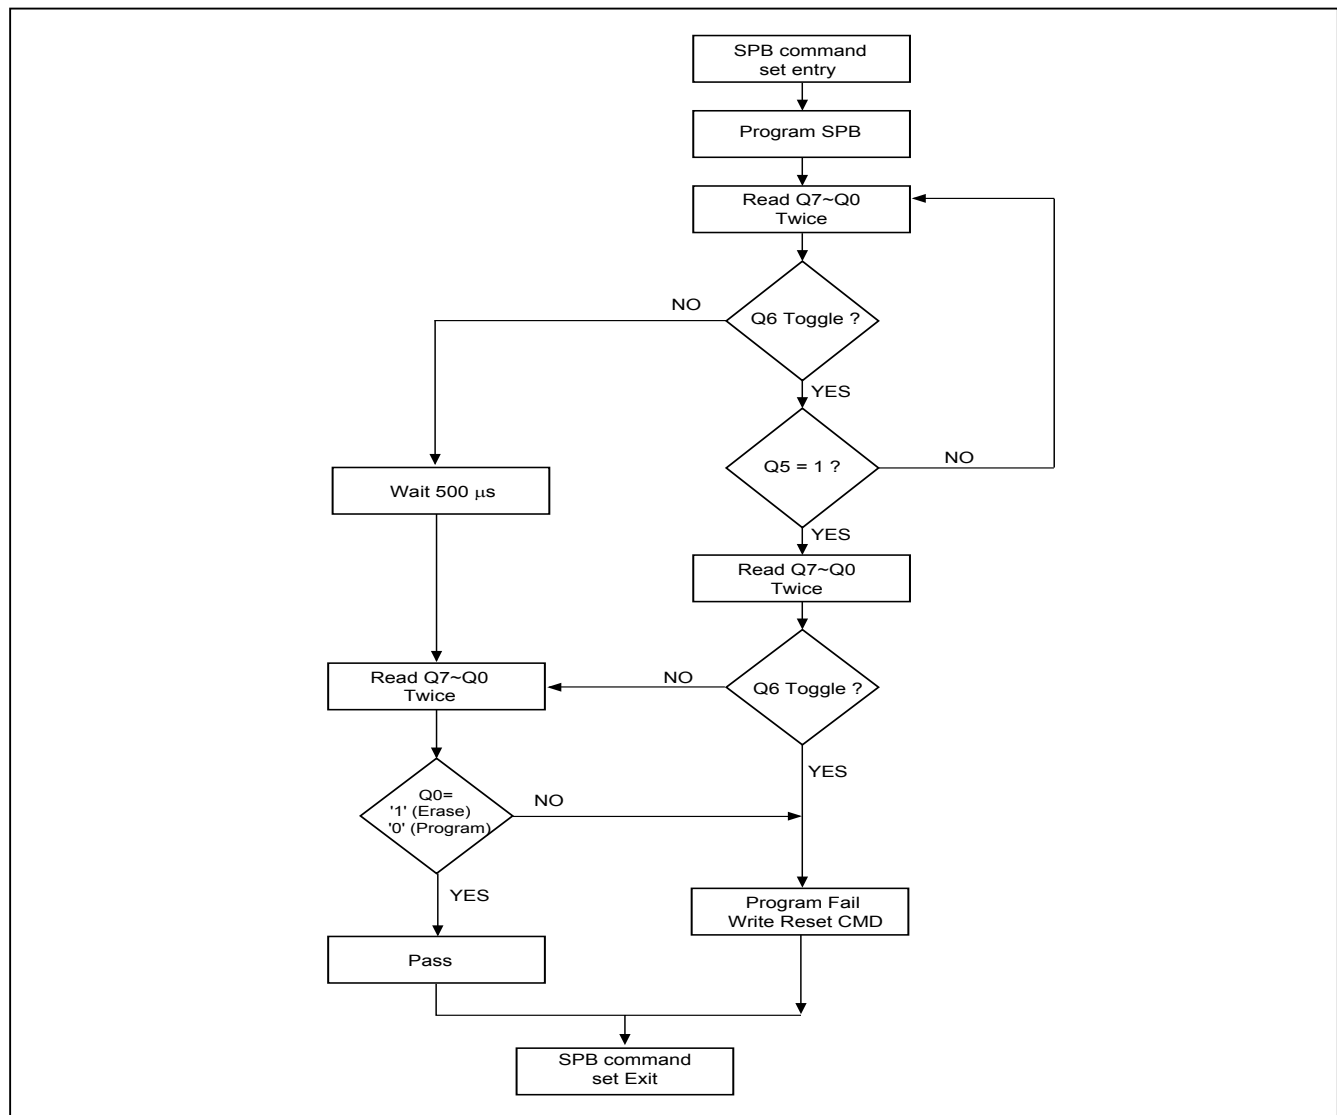 SPB command
set entry
Program SPB
Read Q7~Q0
Twice
NO
Q6 Toggle ?
YES
Q5 = 1 ?
NO
Wait 500 μs
YES
Read Q7~Q0
Twice
Read Q7~Q0
Twice
NO
Q6 Toggle ?
YES
Q0=
'1' (Erase)
'0' (Program)
NO
YES
Program Fail
Write Reset CMD
Pass
SPB command
set Exit